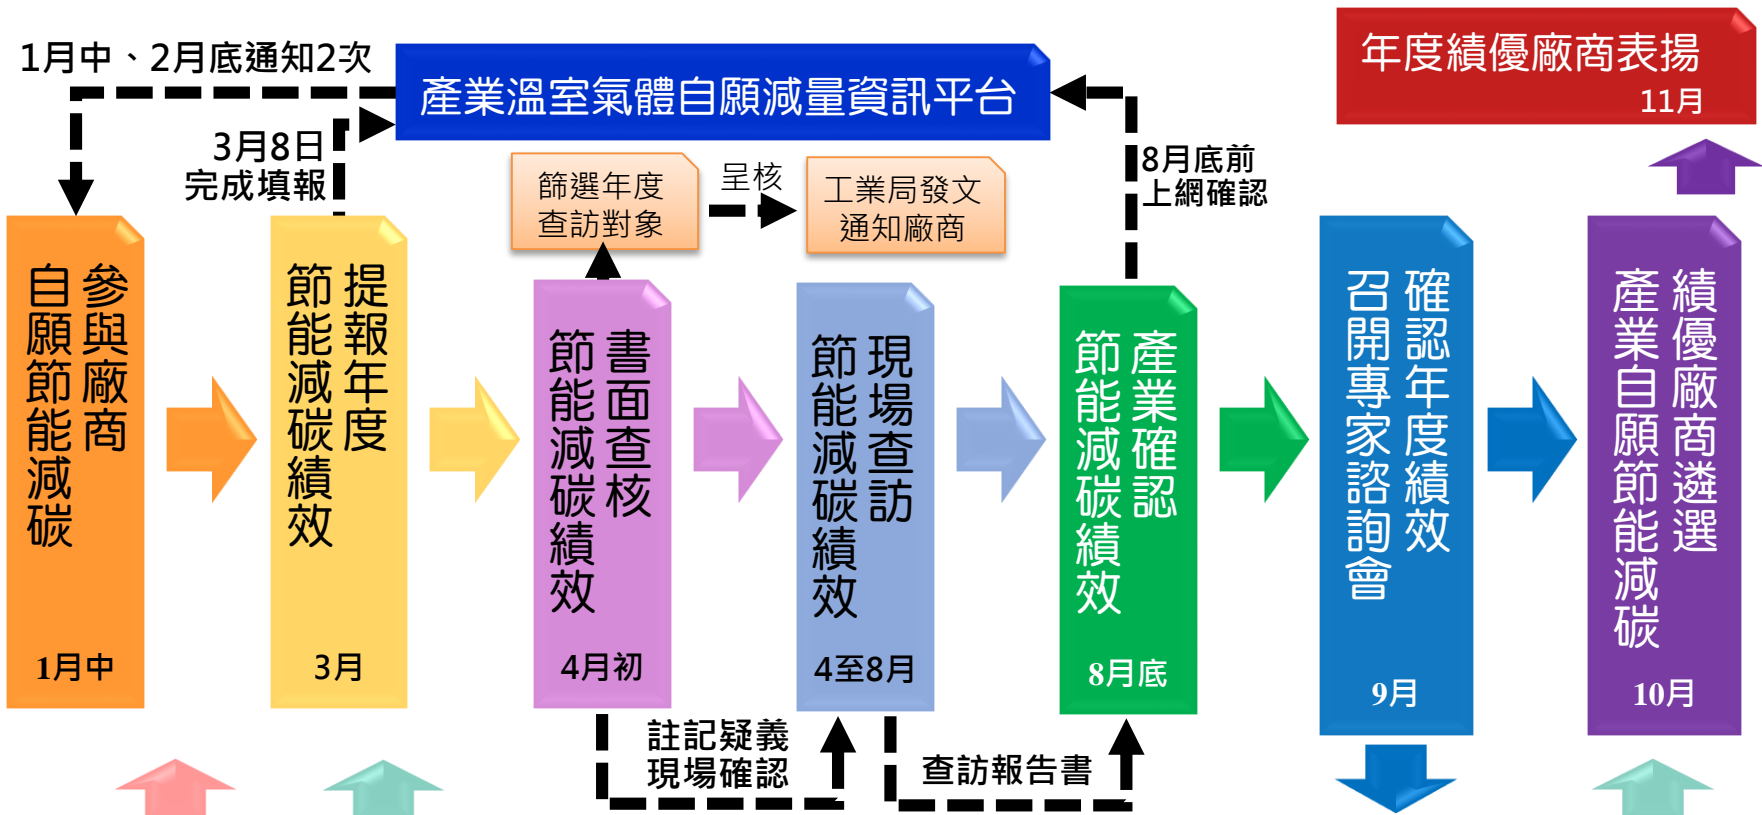 1月中、2月底通知2次
產業溫室氣體自願減量資訊平台
年度績優廠商表揚
11月
3月8日
完成填報
篩選年度
查訪對象
呈核
工業局發文
通知廠商
8月底前
上網確認
參與廠商
自願節能減碳
1月中
提報年度
節能減碳績效
3月
書面查核
節能減碳績效
4月初
現場查訪
節能減碳績效
4至8月
產業確認
節能減碳績效
8月底
確認年度績效
召開專家諮詢會
9月
績優廠商遴選
產業自願節能減碳
10月
註記疑義
現場確認
查訪報告書